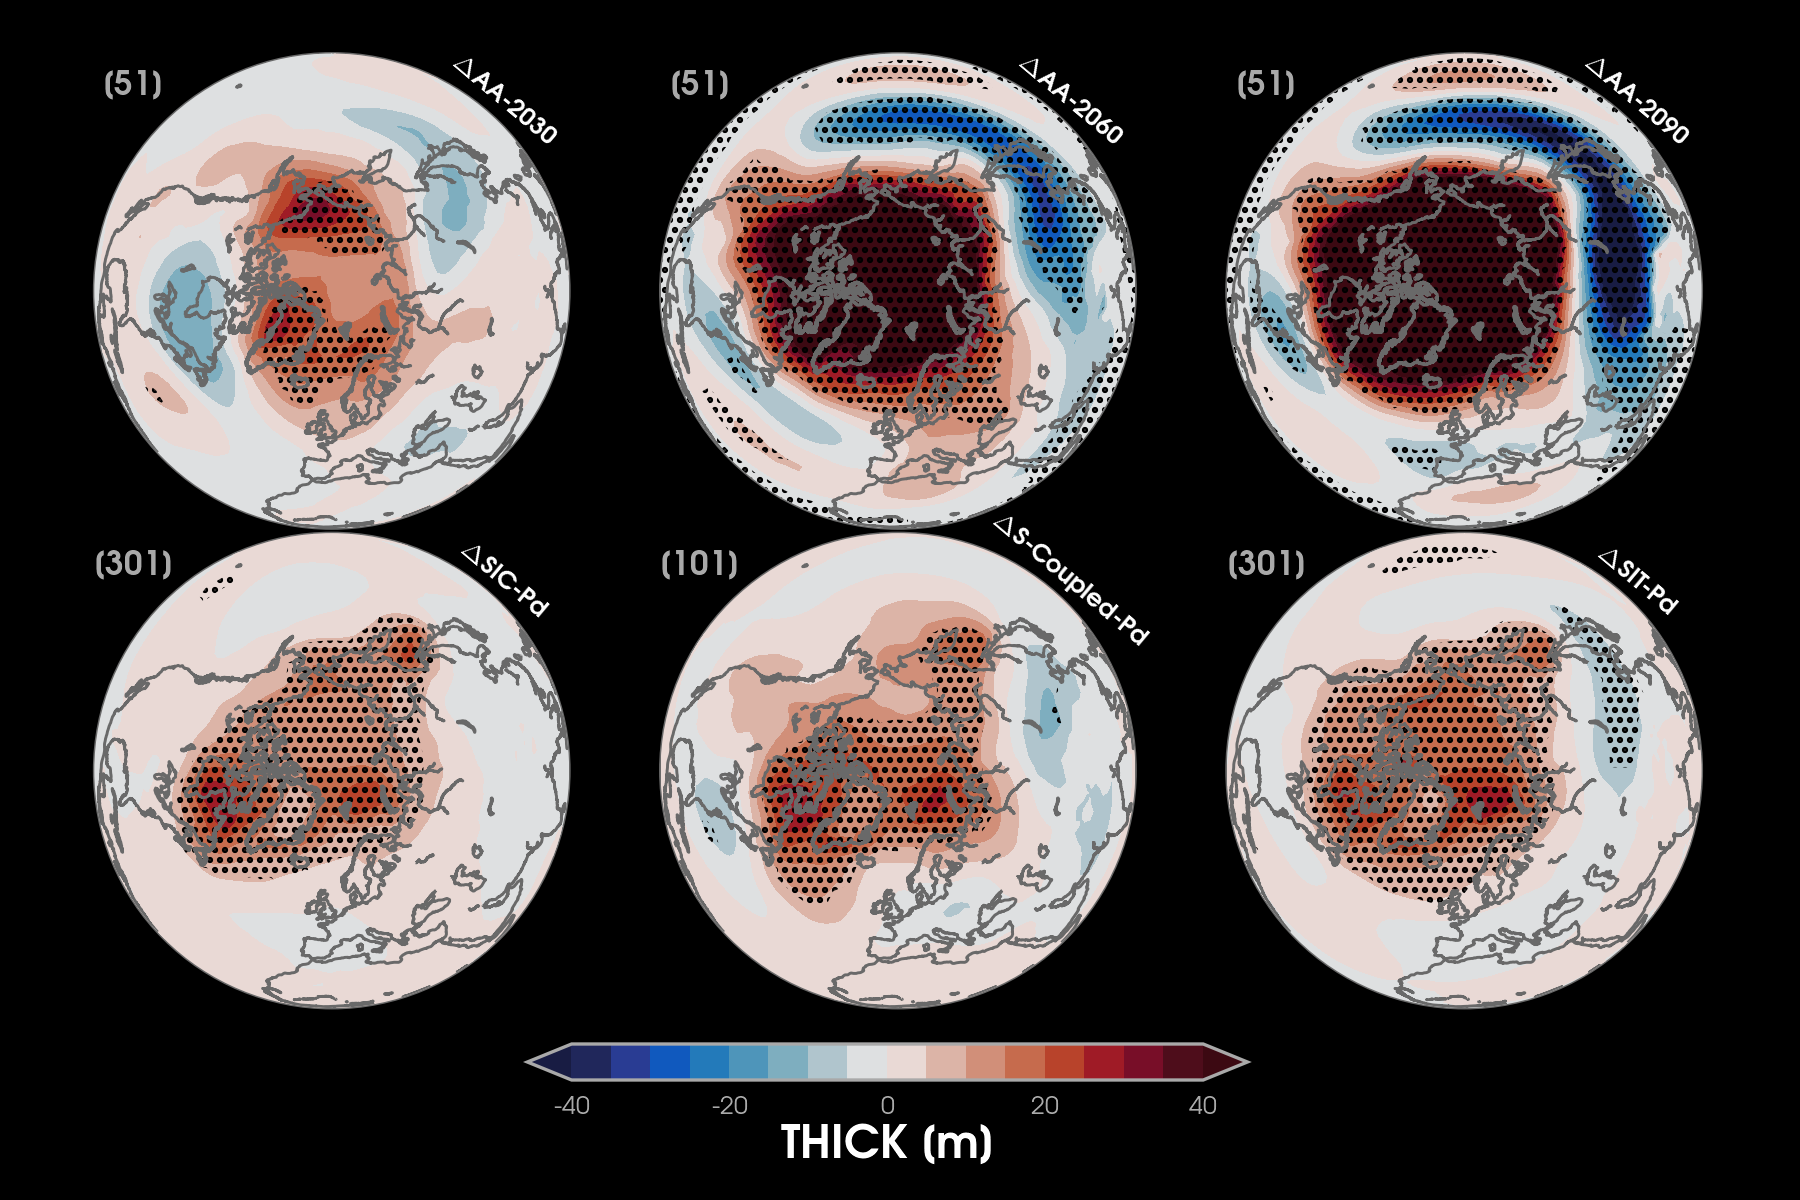 (51)
△AA-2030
(51)
△AA-2060
(51)
△AA-2090
(301)
△SIC-Pd
(101)
△S-Coupled-Pd
(301)
△SIT-Pd
-40 -20 0 20 40
THICK (m)